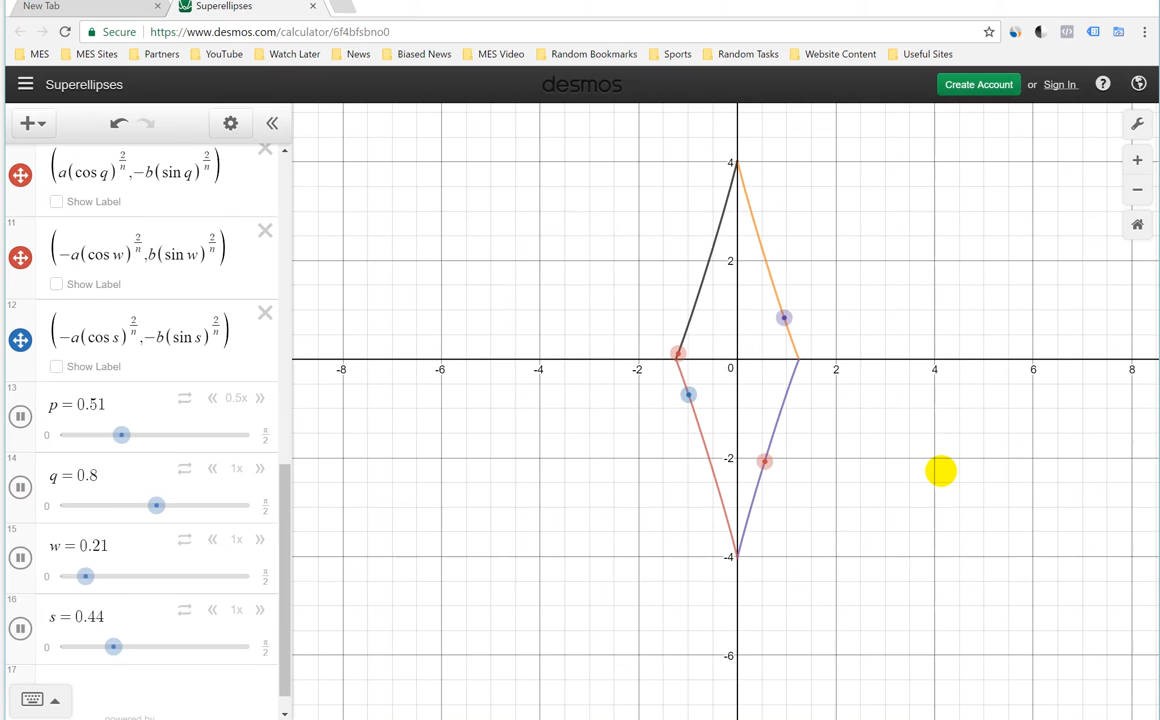 New Tab × Superellipses ×
Secure https://www.desmos.com/calculator/6f4bfsbno0
MES MES Sites Partners YouTube Watch Later News Biased News MES Video Random Bookmarks Sports Random Tasks Website Content Useful Sites
Superellipses desmos Create Account or Sign In
(a(cos q)^(2/n), -b(sin q)^(2/n))
Show Label
11
(-a(cos w)^(2/n), b(sin w)^(2/n))
Show Label
12
(-a(cos s)^(2/n), -b(sin s)^(2/n))
Show Label
13
p = 0.51 0.5x
0 π/2
14
q = 0.8 1x
0 π/2
15
w = 0.21 1x
0 π/2
16
s = 0.44 1x
0 π/2
17
powered by
4
2
-8 -6 -4 -2 0 2 4 6 8
-2
-4
-6